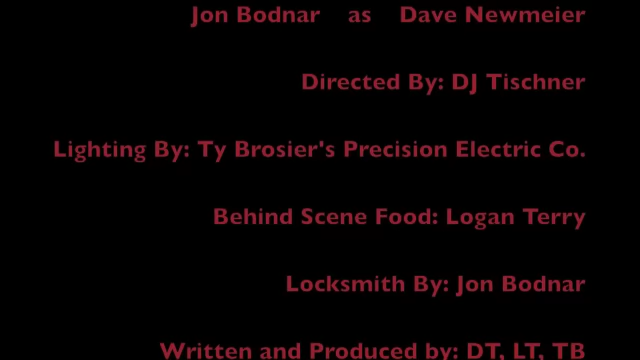 Jon Bodnar as Dave Newmeier
Directed By: DJ Tischner
Lighting By: Ty Brosier's Precision Electric Co.
Behind Scene Food: Logan Terry
Locksmith By: Jon Bodnar
Written and Produced by: DT, LT, TB